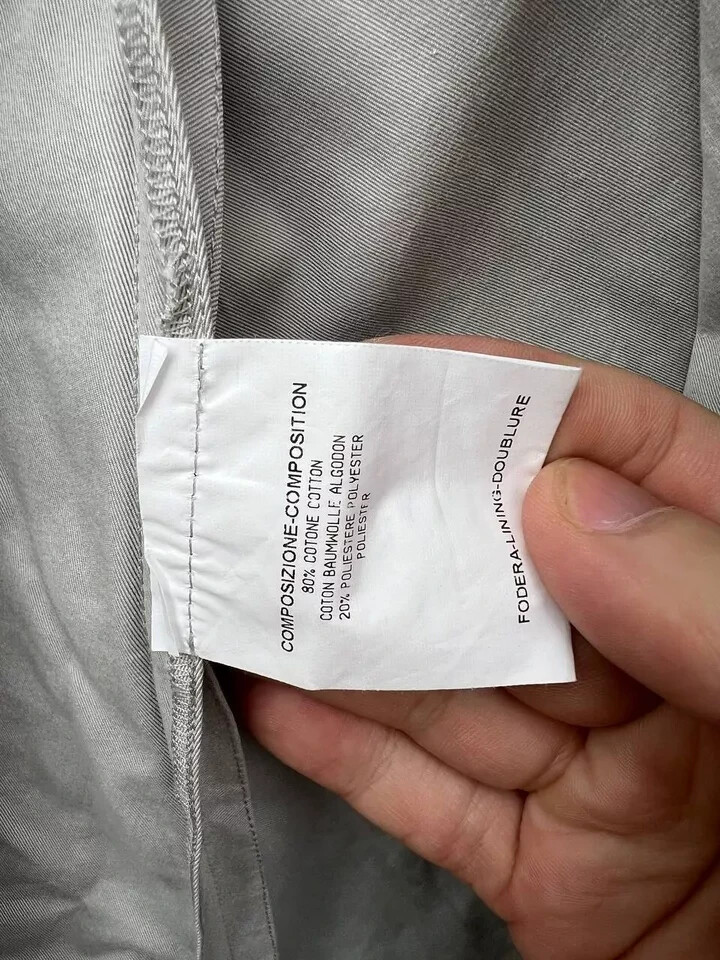 COMPOSIZIONE-COMPOSITION
80% COTONE COTTON
COTON BAUMWOLLE ALGODON
20% POLIESTERE POLYESTER
POLIESTER
FODERA-LINING-DOUBLURE